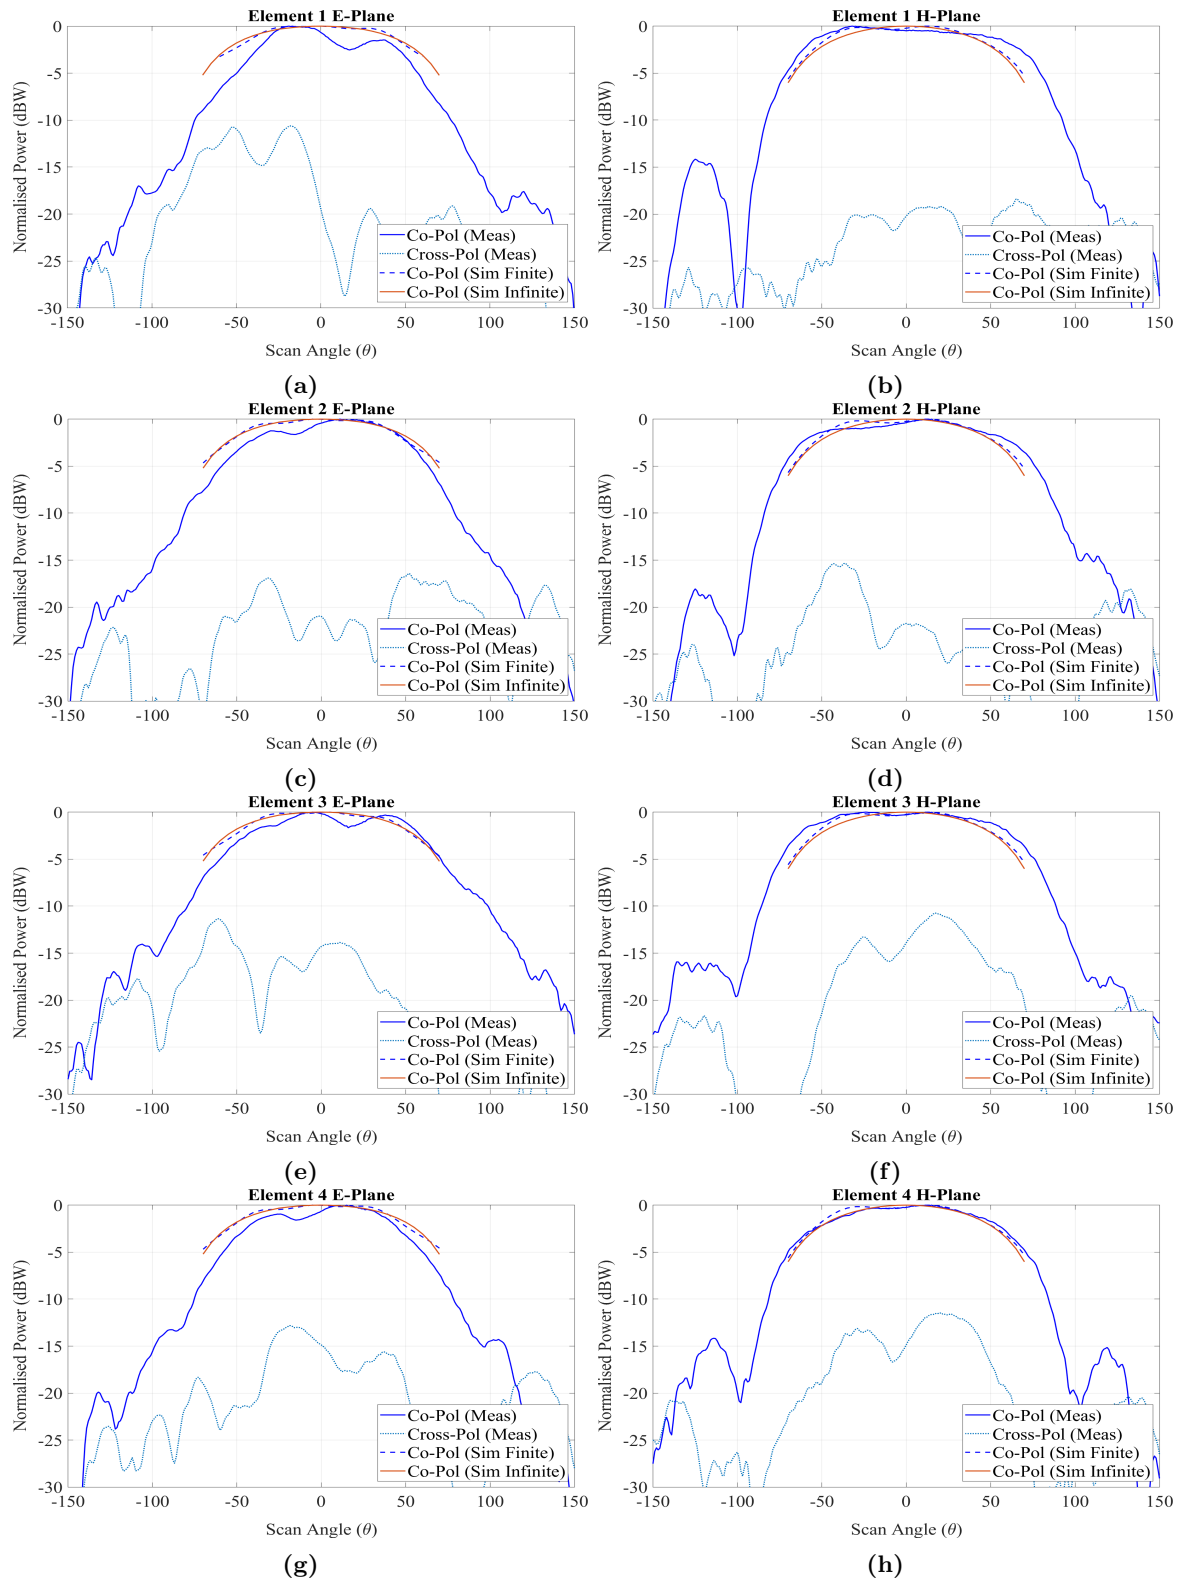 Element 1 E-Plane
Normalised Power (dBW)
0
-5
-10
-15
-20
-25
-30
Co-Pol (Meas)
Cross-Pol (Meas)
Co-Pol (Sim Finite)
Co-Pol (Sim Infinite)
-150 -100 -50 0 50 100 150
Scan Angle (θ)
(a)
Element 1 H-Plane
Normalised Power (dBW)
0
-5
-10
-15
-20
-25
-30
Co-Pol (Meas)
Cross-Pol (Meas)
Co-Pol (Sim Finite)
Co-Pol (Sim Infinite)
-150 -100 -50 0 50 100 150
Scan Angle (θ)
(b)
Element 2 E-Plane
Normalised Power (dBW)
0
-5
-10
-15
-20
-25
-30
Co-Pol (Meas)
Cross-Pol (Meas)
Co-Pol (Sim Finite)
Co-Pol (Sim Infinite)
-150 -100 -50 0 50 100 150
Scan Angle (θ)
(c)
Element 2 H-Plane
Normalised Power (dBW)
0
-5
-10
-15
-20
-25
-30
Co-Pol (Meas)
Cross-Pol (Meas)
Co-Pol (Sim Finite)
Co-Pol (Sim Infinite)
-150 -100 -50 0 50 100 150
Scan Angle (θ)
(d)
Element 3 E-Plane
Normalised Power (dBW)
0
-5
-10
-15
-20
-25
-30
Co-Pol (Meas)
Cross-Pol (Meas)
Co-Pol (Sim Finite)
Co-Pol (Sim Infinite)
-150 -100 -50 0 50 100 150
Scan Angle (θ)
(e)
Element 3 H-Plane
Normalised Power (dBW)
0
-5
-10
-15
-20
-25
-30
Co-Pol (Meas)
Cross-Pol (Meas)
Co-Pol (Sim Finite)
Co-Pol (Sim Infinite)
-150 -100 -50 0 50 100 150
Scan Angle (θ)
(f)
Element 4 E-Plane
Normalised Power (dBW)
0
-5
-10
-15
-20
-25
-30
Co-Pol (Meas)
Cross-Pol (Meas)
Co-Pol (Sim Finite)
Co-Pol (Sim Infinite)
-150 -100 -50 0 50 100 150
Scan Angle (θ)
(g)
Element 4 H-Plane
Normalised Power (dBW)
0
-5
-10
-15
-20
-25
-30
Co-Pol (Meas)
Cross-Pol (Meas)
Co-Pol (Sim Finite)
Co-Pol (Sim Infinite)
-150 -100 -50 0 50 100 150
Scan Angle (θ)
(h)